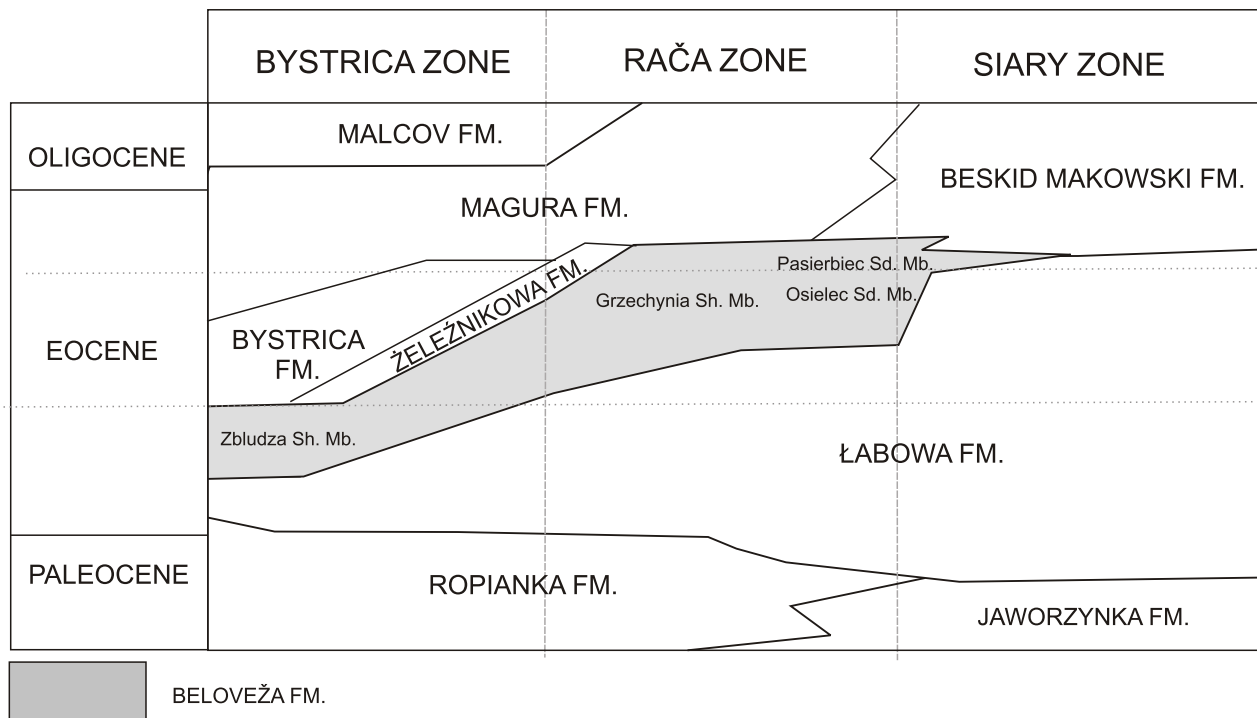 BYSTRICA ZONE
RAČA ZONE
SIARY ZONE
OLIGOCENE
MALCOV FM.
BESKID MAKOWSKI FM.
MAGURA FM.
Pasierbiec Sd. Mb.
Osielec Sd. Mb.
Grzechynia Sh. Mb.
ŻELEŹNIKOWA FM.
EOCENE
BYSTRICA
FM.
Zbludza Sh. Mb.
ŁABOWA FM.
PALEOCENE
ROPIANKA FM.
JAWORZYNKA FM.
BELOVEŽA FM.